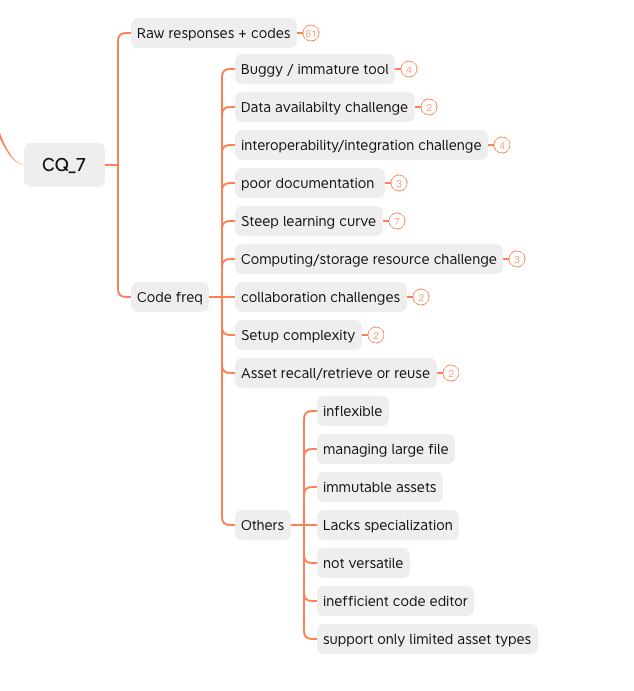 Raw responses + codes 81
Buggy / immature tool 4
Data availabilty challenge 2
interoperability/integration challenge 4
CQ_7
poor documentation 3
Steep learning curve 7
Computing/storage resource challenge 3
Code freq
collaboration challenges 2
Setup complexity 2
Asset recall/retrieve or reuse 2
inflexible
managing large file
immutable assets
Others
Lacks specialization
not versatile
inefficient code editor
support only limited asset types